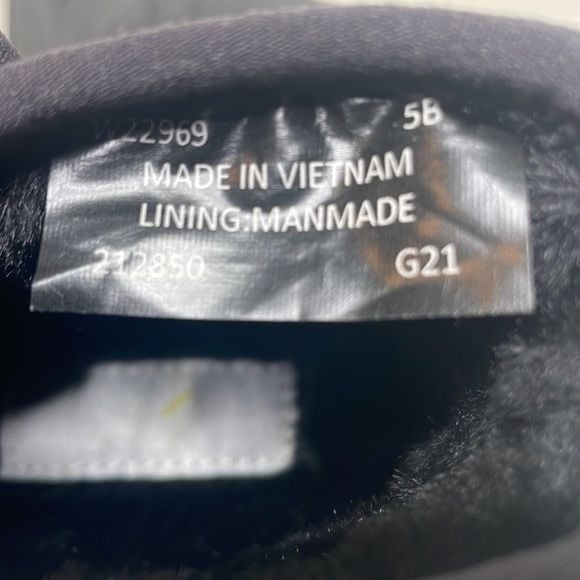 W22969 5B
MADE IN VIETNAM
LINING:MANMADE
212850 G21